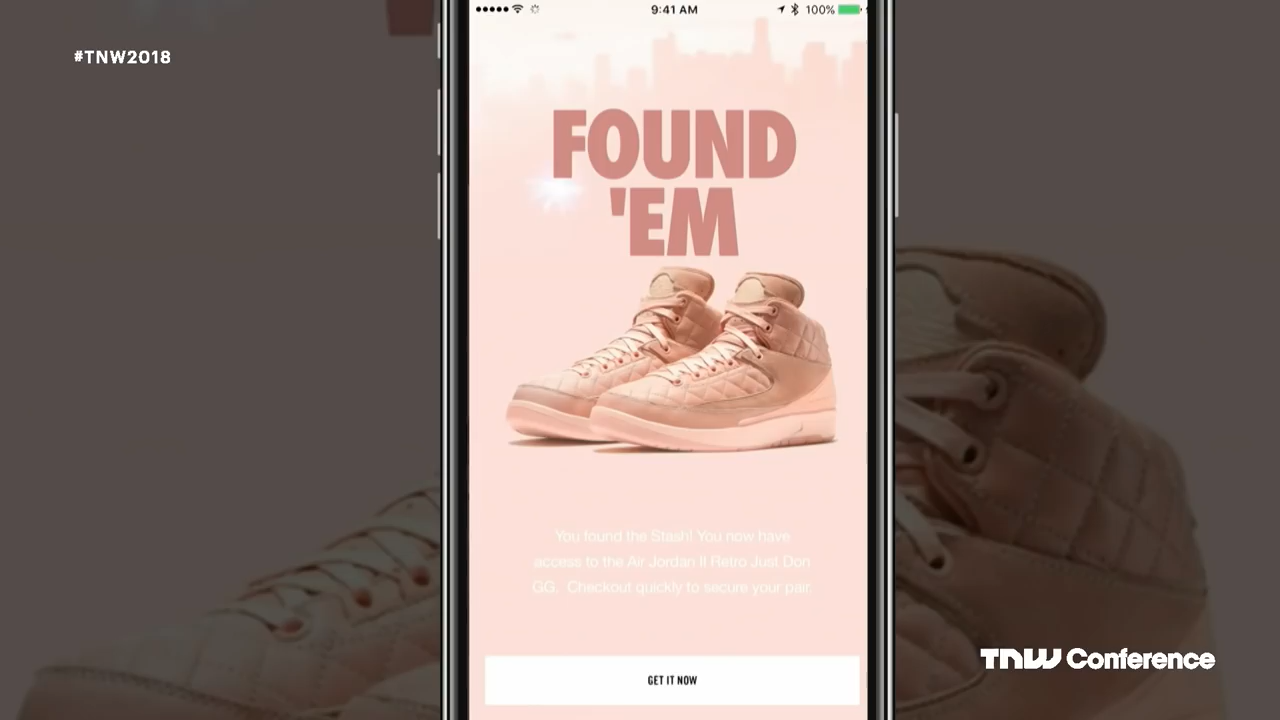 #TNW2018
9:41 AM
100%
FOUND
'EM
You found the Stash! You now have
access to the Air Jordan II Retro Just Don
GG. Checkout quickly to secure your pair.
GET IT NOW
TNW Conference